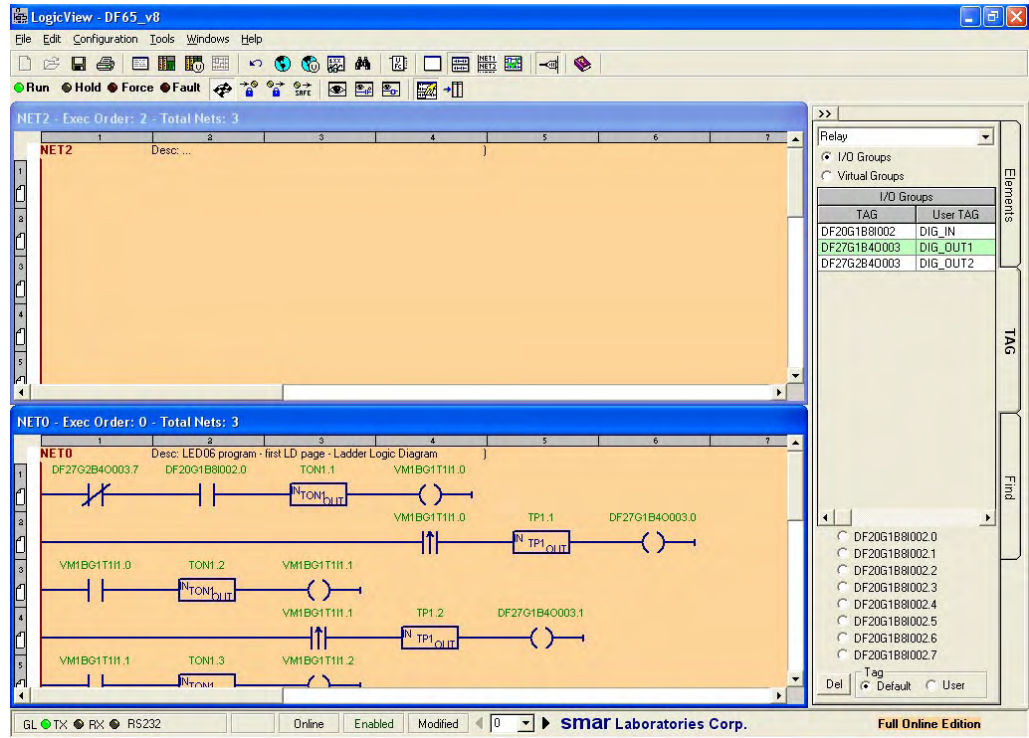 LogicView - DF65_v8
File Edit Configuration Tools Windows Help
Run Hold Force Fault SAFE
NET2 - Exec Order: 2 - Total Nets: 3
1 2 3 4 5 6 7
NET2 Desc: ... )
1
2
3
4
5
NET0 - Exec Order: 0 - Total Nets: 3
1 2 3 4 5 6 7
NET0 Desc: LED06 program - first LD page - Ladder Logic Diagram )
1
DF27G2B4O003.7 DF20G1B8I002.0 TON1.1 VM1BG1T1I1.0
IN TON1 OUT
2
VM1BG1T1I1.0 TP1.1 DF27G1B4O003.0
IN TP1 OUT
3
VM1BG1T1I1.0 TON1.2 VM1BG1T1I1.1
IN TON1 OUT
4
VM1BG1T1I1.1 TP1.2 DF27G1B4O003.1
IN TP1 OUT
5
VM1BG1T1I1.1 TON1.3 VM1BG1T1I1.2
IN TON1
>>
Relay
I/O Groups
Virtual Groups
I/O Groups
TAG User TAG
DF20G1B8I002 DIG_IN
DF27G1B4O003 DIG_OUT1
DF27G2B4O003 DIG_OUT2
DF20G1B8I002.0
DF20G1B8I002.1
DF20G1B8I002.2
DF20G1B8I002.3
DF20G1B8I002.4
DF20G1B8I002.5
DF20G1B8I002.6
DF20G1B8I002.7
Del Tag Default User
Elements
TAG
Find
GL TX RX RS232 Online Enabled Modified 0 smar Laboratories Corp. Full Online Edition